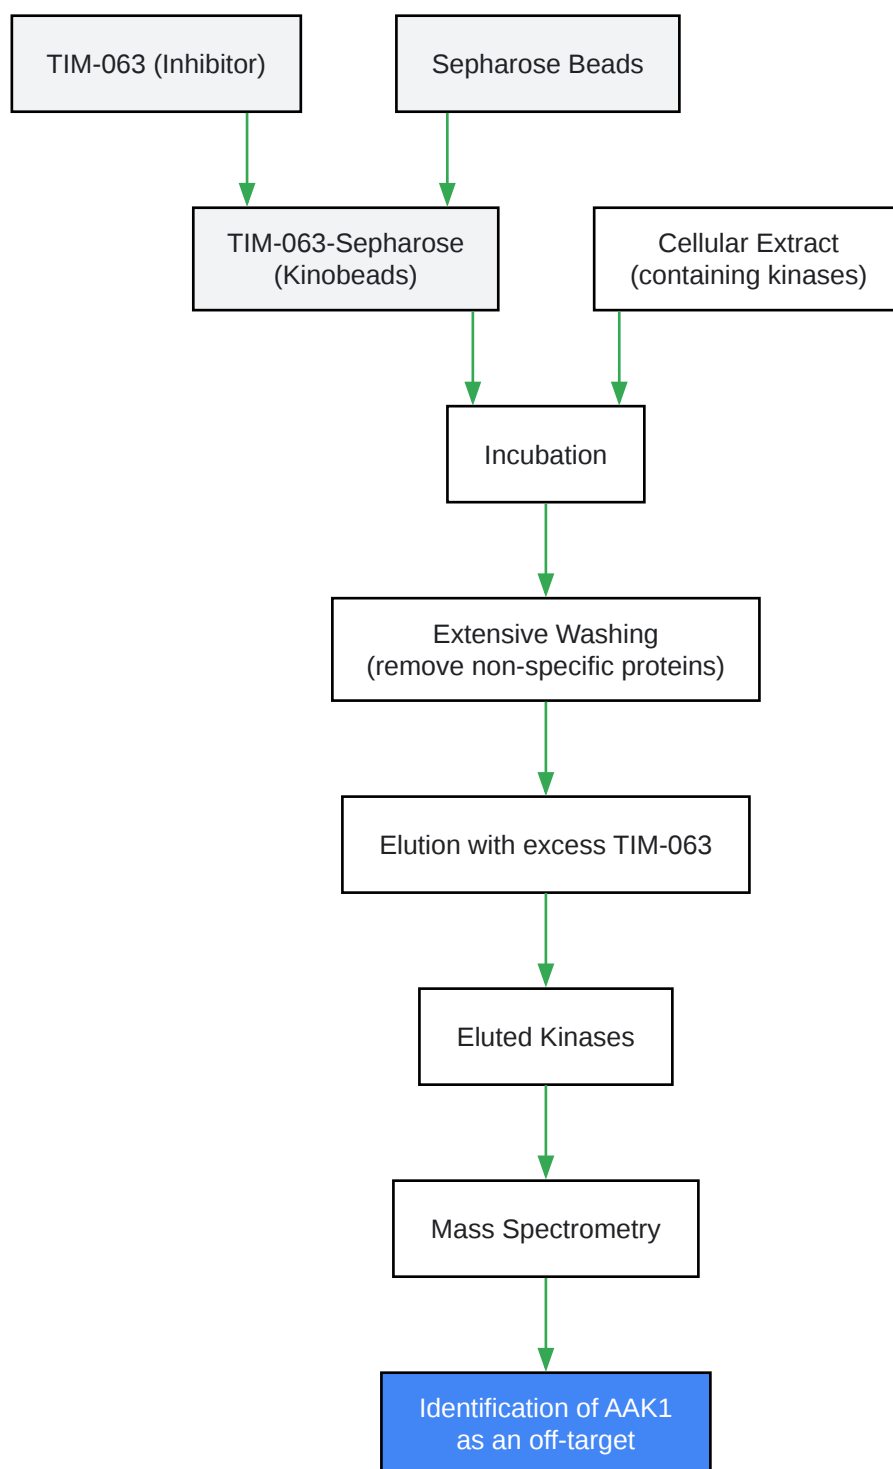 TIM-063 (Inhibitor)
Sepharose Beads
TIM-063-Sepharose
(Kinobeads)
Cellular Extract
(containing kinases)
Incubation
Extensive Washing
(remove non-specific proteins)
Elution with excess TIM-063
Eluted Kinases
Mass Spectrometry
Identification of AAK1
as an off-target